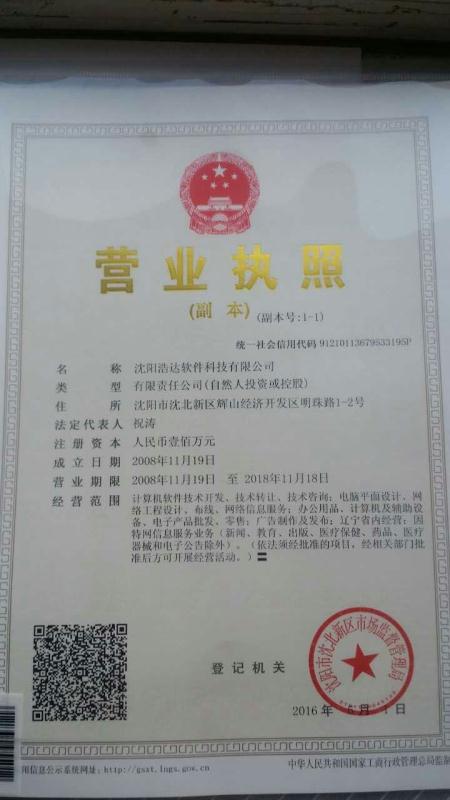 营业执照
(副 本) (副本号:1-1)
统一社会信用代码 91210113679533195P
名 称 沈阳浩达软件科技有限公司
类 型 有限责任公司(自然人投资或控股)
住 所 沈阳市沈北新区辉山经济开发区明珠路1-2号
法定代表人 祝涛
注册资本 人民币壹佰万元
成立日期 2008年11月19日
营业期限 2008年11月19日 至 2018年11月18日
经营范围 计算机软件技术开发、技术转让、技术咨询；电脑平面设计、网
络工程设计、布线、网络信息服务；办公用品、计算机及辅助设
备、电子产品批发、零售；广告制作及发布；辽宁省内经营：因
特网信息服务业务（新闻、教育、出版、医疗保健、药品、医疗
器械和电子公告除外）。（依法须经批准的项目，经相关部门批
准后方可开展经营活动。）
沈阳市沈北新区市场监督管理局
登记机关
2016年 月 日
用信息公示系统网址：http://gsxt.lngs.gov.cn
中华人民共和国国家工商行政管理总局监制